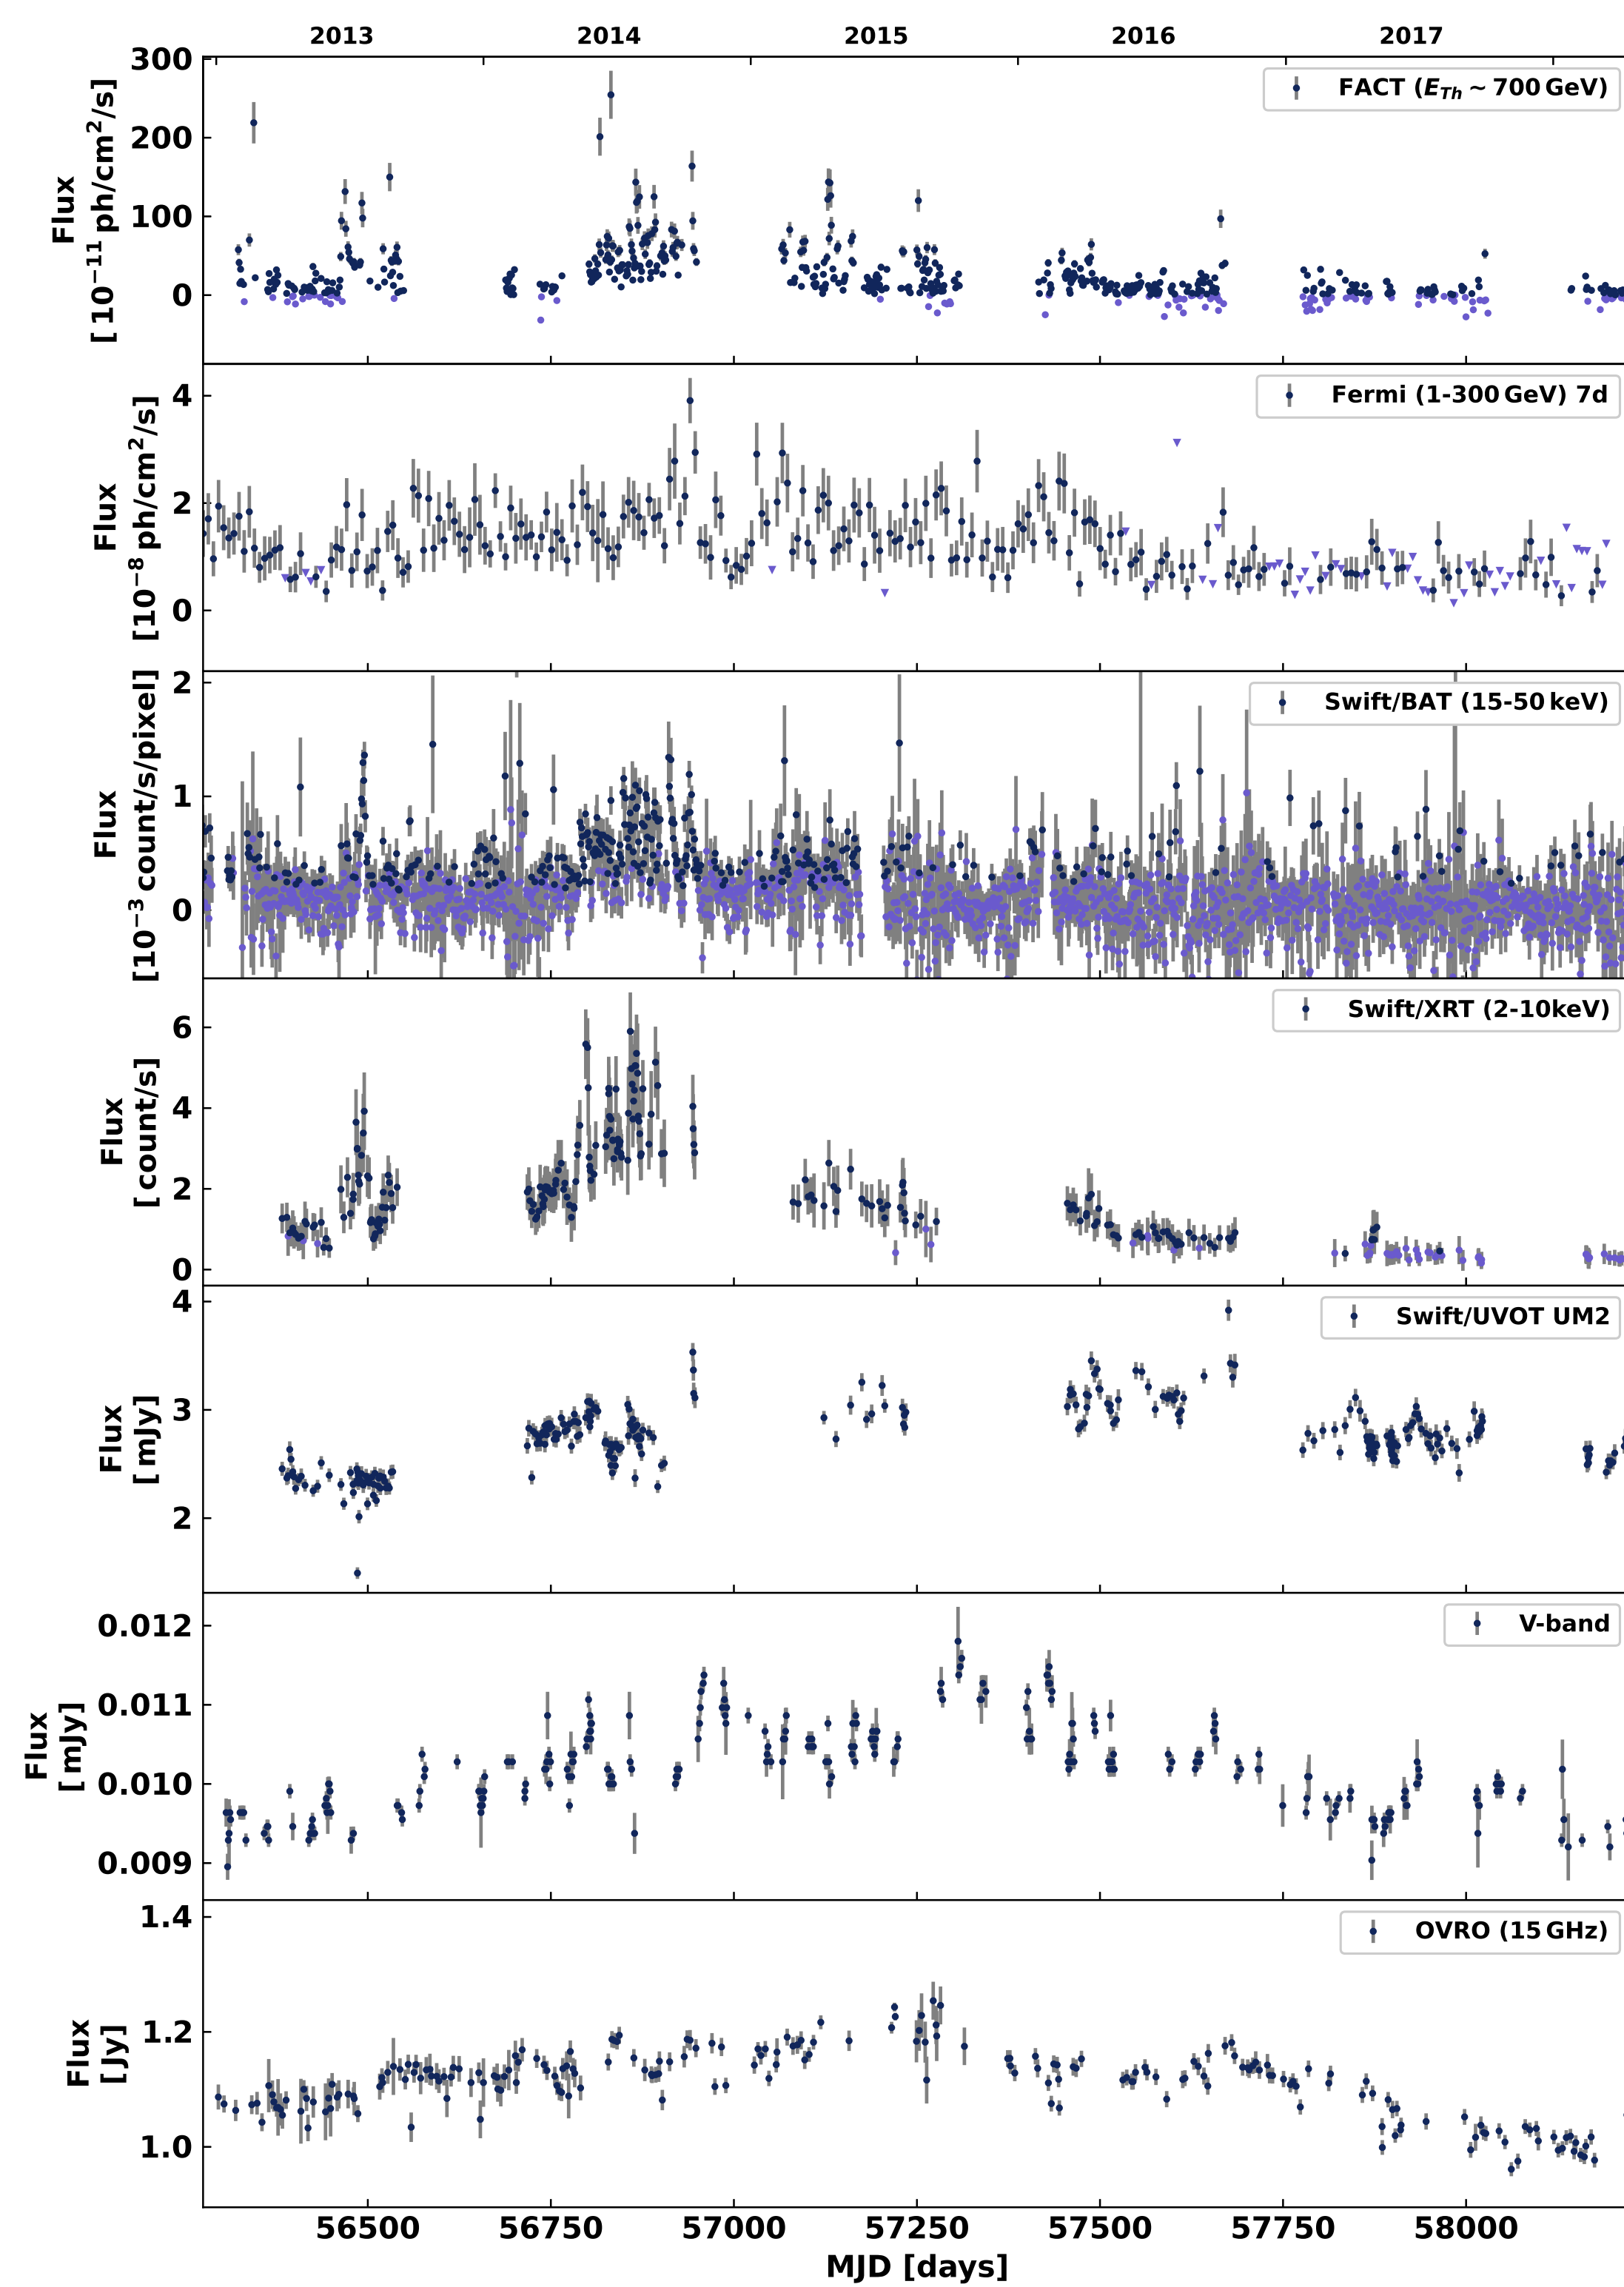 2013 2014 2015 2016 2017
300
200
100
0
Flux
[ 10⁻¹¹ ph/cm²/s]
FACT (E_Th ~ 700 GeV)
4
2
0
Flux
[10⁻⁸ ph/cm²/s]
Fermi (1-300 GeV) 7d
2
1
0
Flux
[10⁻³ count/s/pixel]
Swift/BAT (15-50 keV)
6
4
2
0
Flux
[count/s]
Swift/XRT (2-10keV)
4
3
2
Flux
[ mJy]
Swift/UVOT UM2
0.012
0.011
0.010
0.009
Flux
[ mJy]
V-band
1.4
1.2
1.0
Flux
[Jy]
OVRO (15 GHz)
56500 56750 57000 57250 57500 57750 58000
MJD [days]